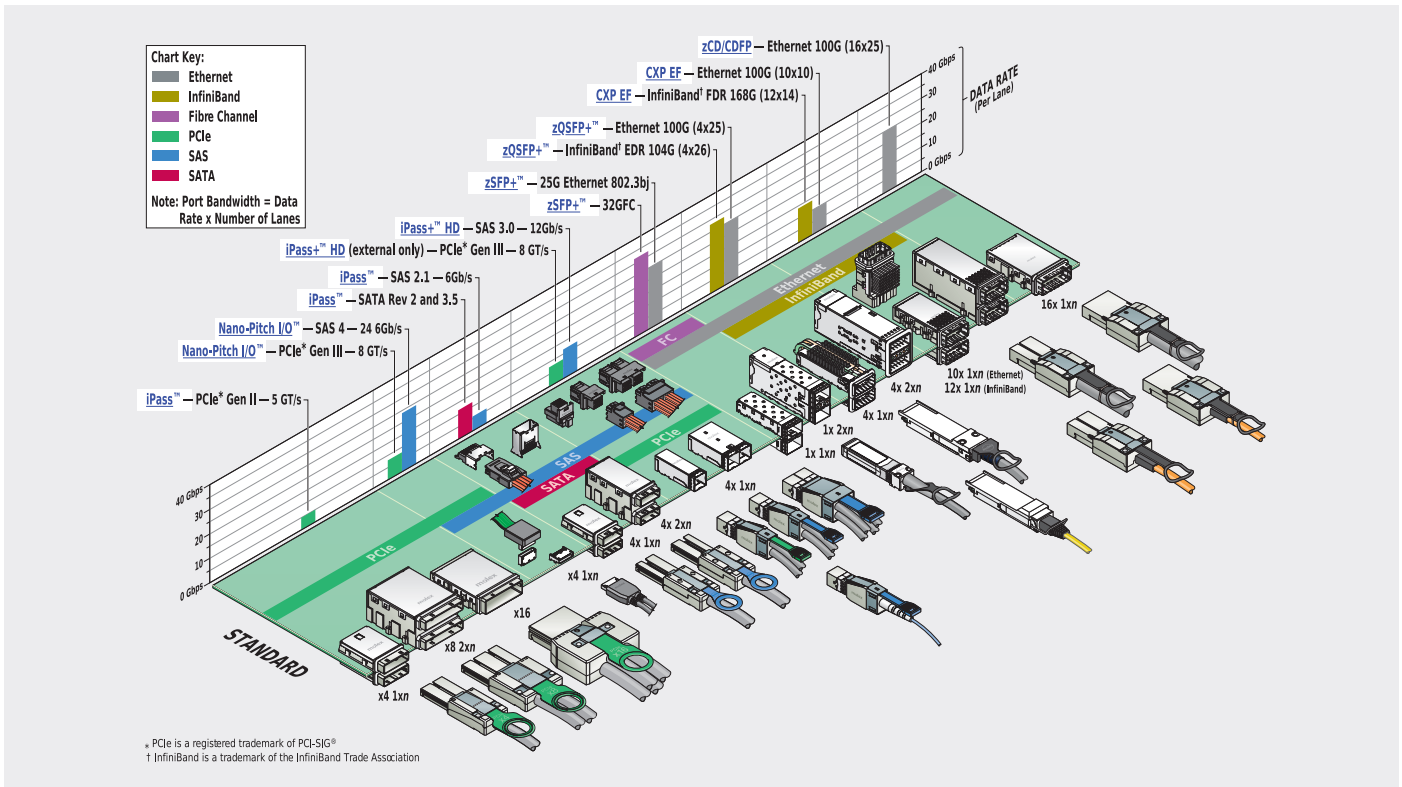 Chart Key:
Ethernet
InfiniBand
Fibre Channel
PCIe
SAS
SATA
Note: Port Bandwidth = Data
Rate x Number of Lanes
zCD/CDFP — Ethernet 100G (16x25)
CXP EF — Ethernet 100G (10x10)
CXP EF — InfiniBand† FDR 168G (12x14)
zQSFP+™ — Ethernet 100G (4x25)
zQSFP+™ — InfiniBand† EDR 104G (4x26)
zSFP+™ — 25G Ethernet 802.3bj
zSFP+™ — 32GFC
iPass+™ HD — SAS 3.0 — 12Gb/s
iPass+™ HD (external only) — PCIe* Gen III — 8 GT/s
iPass™ — SAS 2.1 — 6Gb/s
iPass™ — SATA Rev 2 and 3.5
Nano-Pitch I/O™ — SAS 4 — 24 6Gb/s
Nano-Pitch I/O™ — PCIe* Gen III — 8 GT/s
iPass™ — PCIe* Gen II — 5 GT/s
40 Gbps
30
20
10
0 Gbps
DATA RATE
(Per Lane)
40 Gbps
30
20
10
0 Gbps
Ethernet
InfiniBand
FC
SAS
PCIe
SATA
PCIe
STANDARD
16x 1xn
10x 1xn (Ethernet)
12x 1xn (InfiniBand)
4x 2xn
4x 1xn
1x 2xn
1x 1xn
4x 1xn
4x 2xn
4x 1xn
x4 1xn
x16
x8 2xn
x4 1xn
* PCIe is a registered trademark of PCI-SIG®
† InfiniBand is a trademark of the InfiniBand Trade Association